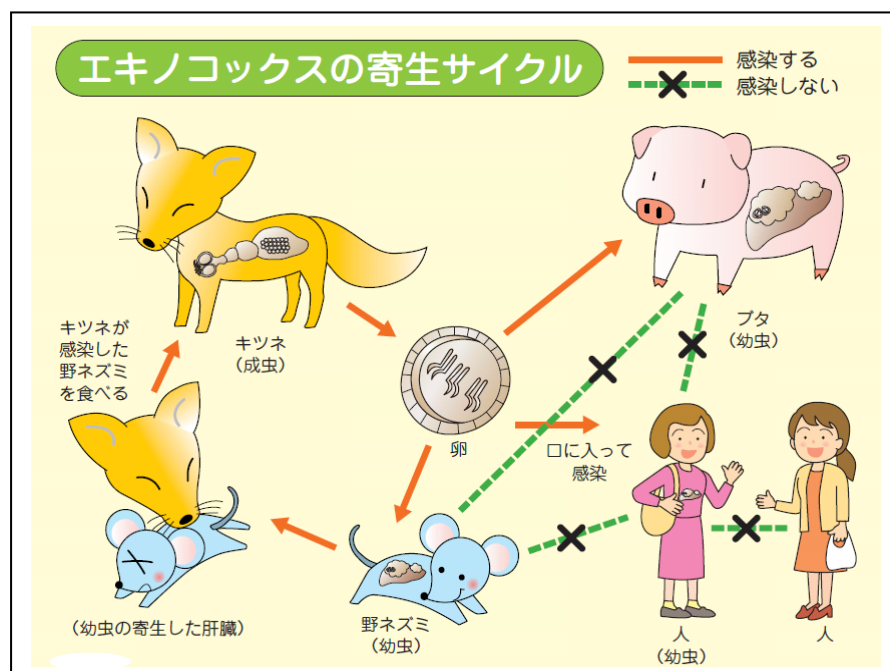 エキノコックスの寄生サイクル
感染する
感染しない
キツネが
感染した
野ネズミ
を食べる
キツネ
(成虫)
卵
口に入って
感染
ブタ
(幼虫)
(幼虫の寄生した肝臓)
野ネズミ
(幼虫)
人
(幼虫)
人